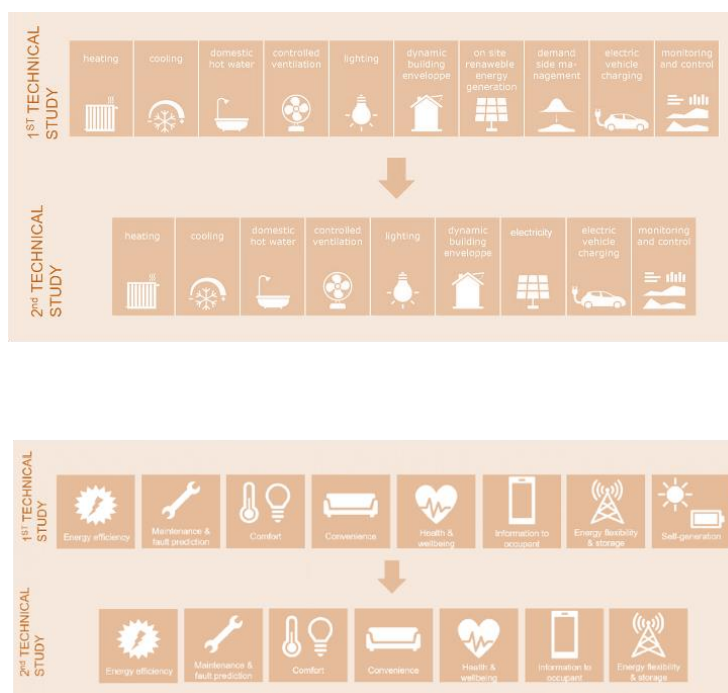 1ST TECHNICAL
STUDY
heating
cooling
domestic
hot water
controlled
ventilation
lighting
dynamic
building
enveloppe
on site
renaweble
energy
generation
demand
side ma-
nagement
electric
vehicle
charging
monitoring
and control
2nd TECHNICAL
STUDY
heating
cooling
domestic
hot water
controlled
ventilation
lighting
dynamic
building
enveloppe
electricity
electric
vehicle
charging
monitoring
and control
1ST TECHNICAL
STUDY
Energy efficiency
Maintenance &
fault prediction
Comfort
Convenience
Health &
wellbeing
Information to
occupant
Energy flexibility
& storage
Self-generation
2nd TECHNICAL
STUDY
Energy efficiency
Maintenance &
fault prediction
Comfort
Convenience
Health &
wellbeing
Information to
occupant
Energy flexibility
& storage